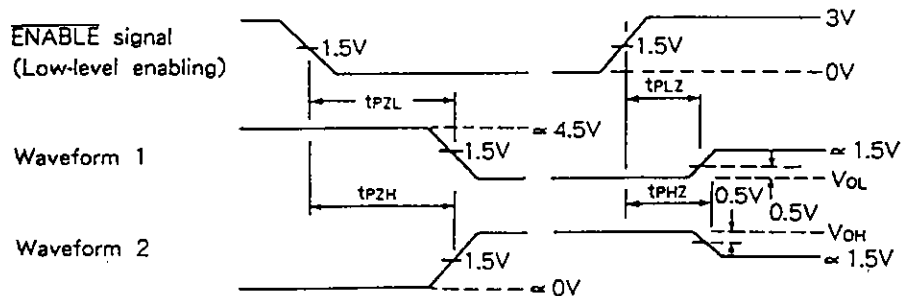 ENABLE signal
(Low-level enabling)
1.5V
1.5V
3V
0V
tPZL
tPLZ
Waveform 1
≃ 4.5V
1.5V
≃ 1.5V
VOL
tPZH
tPHZ
0.5V
0.5V
Waveform 2
1.5V
≃ 0V
VOH
≃ 1.5V